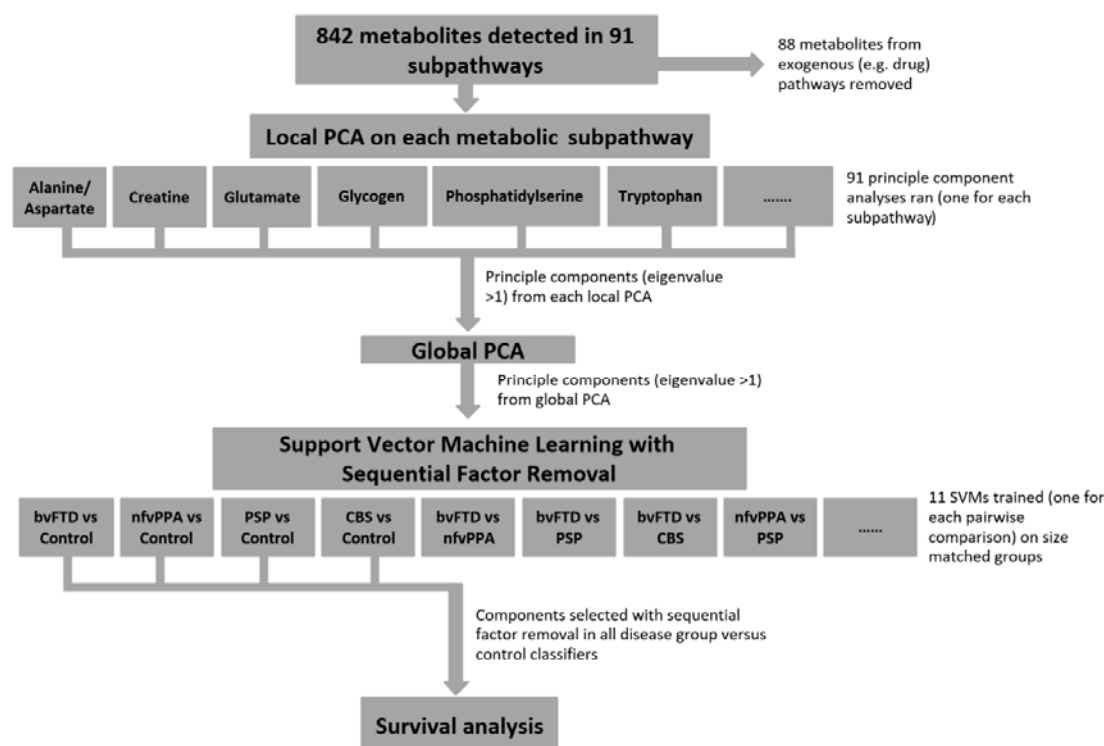 842 metabolites detected in 91
subpathways
88 metabolites from
exogenous (e.g. drug)
pathways removed
Local PCA on each metabolic subpathway
Alanine/
Aspartate
Creatine
Glutamate
Glycogen
Phosphatidylserine
Tryptophan
.......
91 principle component
analyses ran (one for each
subpathway)
Principle components (eigenvalue
>1) from each local PCA
Global PCA
Principle components (eigenvalue >1)
from global PCA
Support Vector Machine Learning with
Sequential Factor Removal
bvFTD vs
Control
nfvPPA vs
Control
PSP vs
Control
CBS vs
Control
bvFTD vs
nfvPPA
bvFTD vs
PSP
bvFTD vs
CBS
nfvPPA vs
PSP
......
11 SVMs trained (one for
each pairwise
comparison) on size
matched groups
Components selected with sequential
factor removal in all disease group versus
control classifiers
Survival analysis